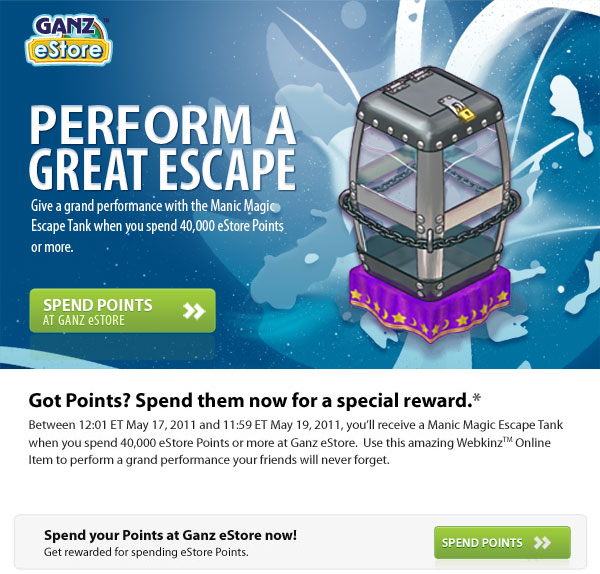 GANZ
eStore
PERFORM A
GREAT ESCAPE
Give a grand performance with the Manic Magic
Escape Tank when you spend 40,000 eStore Points
or more.
SPEND POINTS
AT GANZ eSTORE
Got Points? Spend them now for a special reward.*
Between 12:01 ET May 17, 2011 and 11:59 ET May 19, 2011, you'll receive a Manic Magic Escape Tank
when you spend 40,000 eStore Points or more at Ganz eStore. Use this amazing Webkinz™ Online
Item to perform a grand performance your friends will never forget.
Spend your Points at Ganz eStore now!
Get rewarded for spending eStore Points.
SPEND POINTS